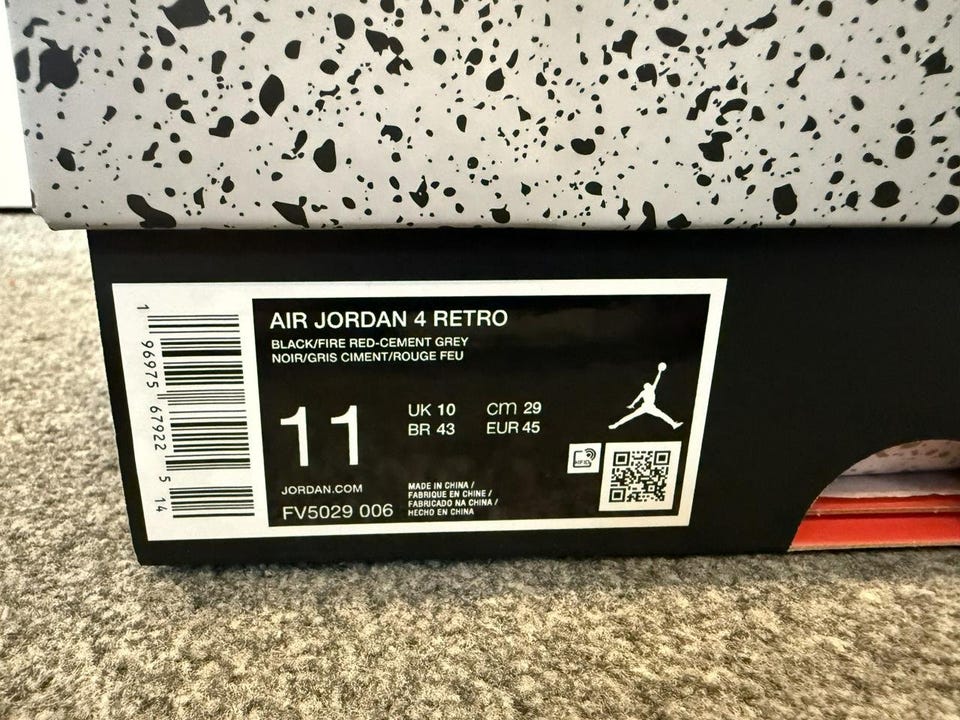 AIR JORDAN 4 RETRO
BLACK/FIRE RED-CEMENT GREY
NOIR/GRIS CIMENT/ROUGE FEU
11
UK 10 cm 29
BR 43 EUR 45
JORDAN.COM
FV5029 006
MADE IN CHINA /
FABRIQUE EN CHINE /
FABRICADO NA CHINA /
HECHO EN CHINA
1 96975 67922 5 14